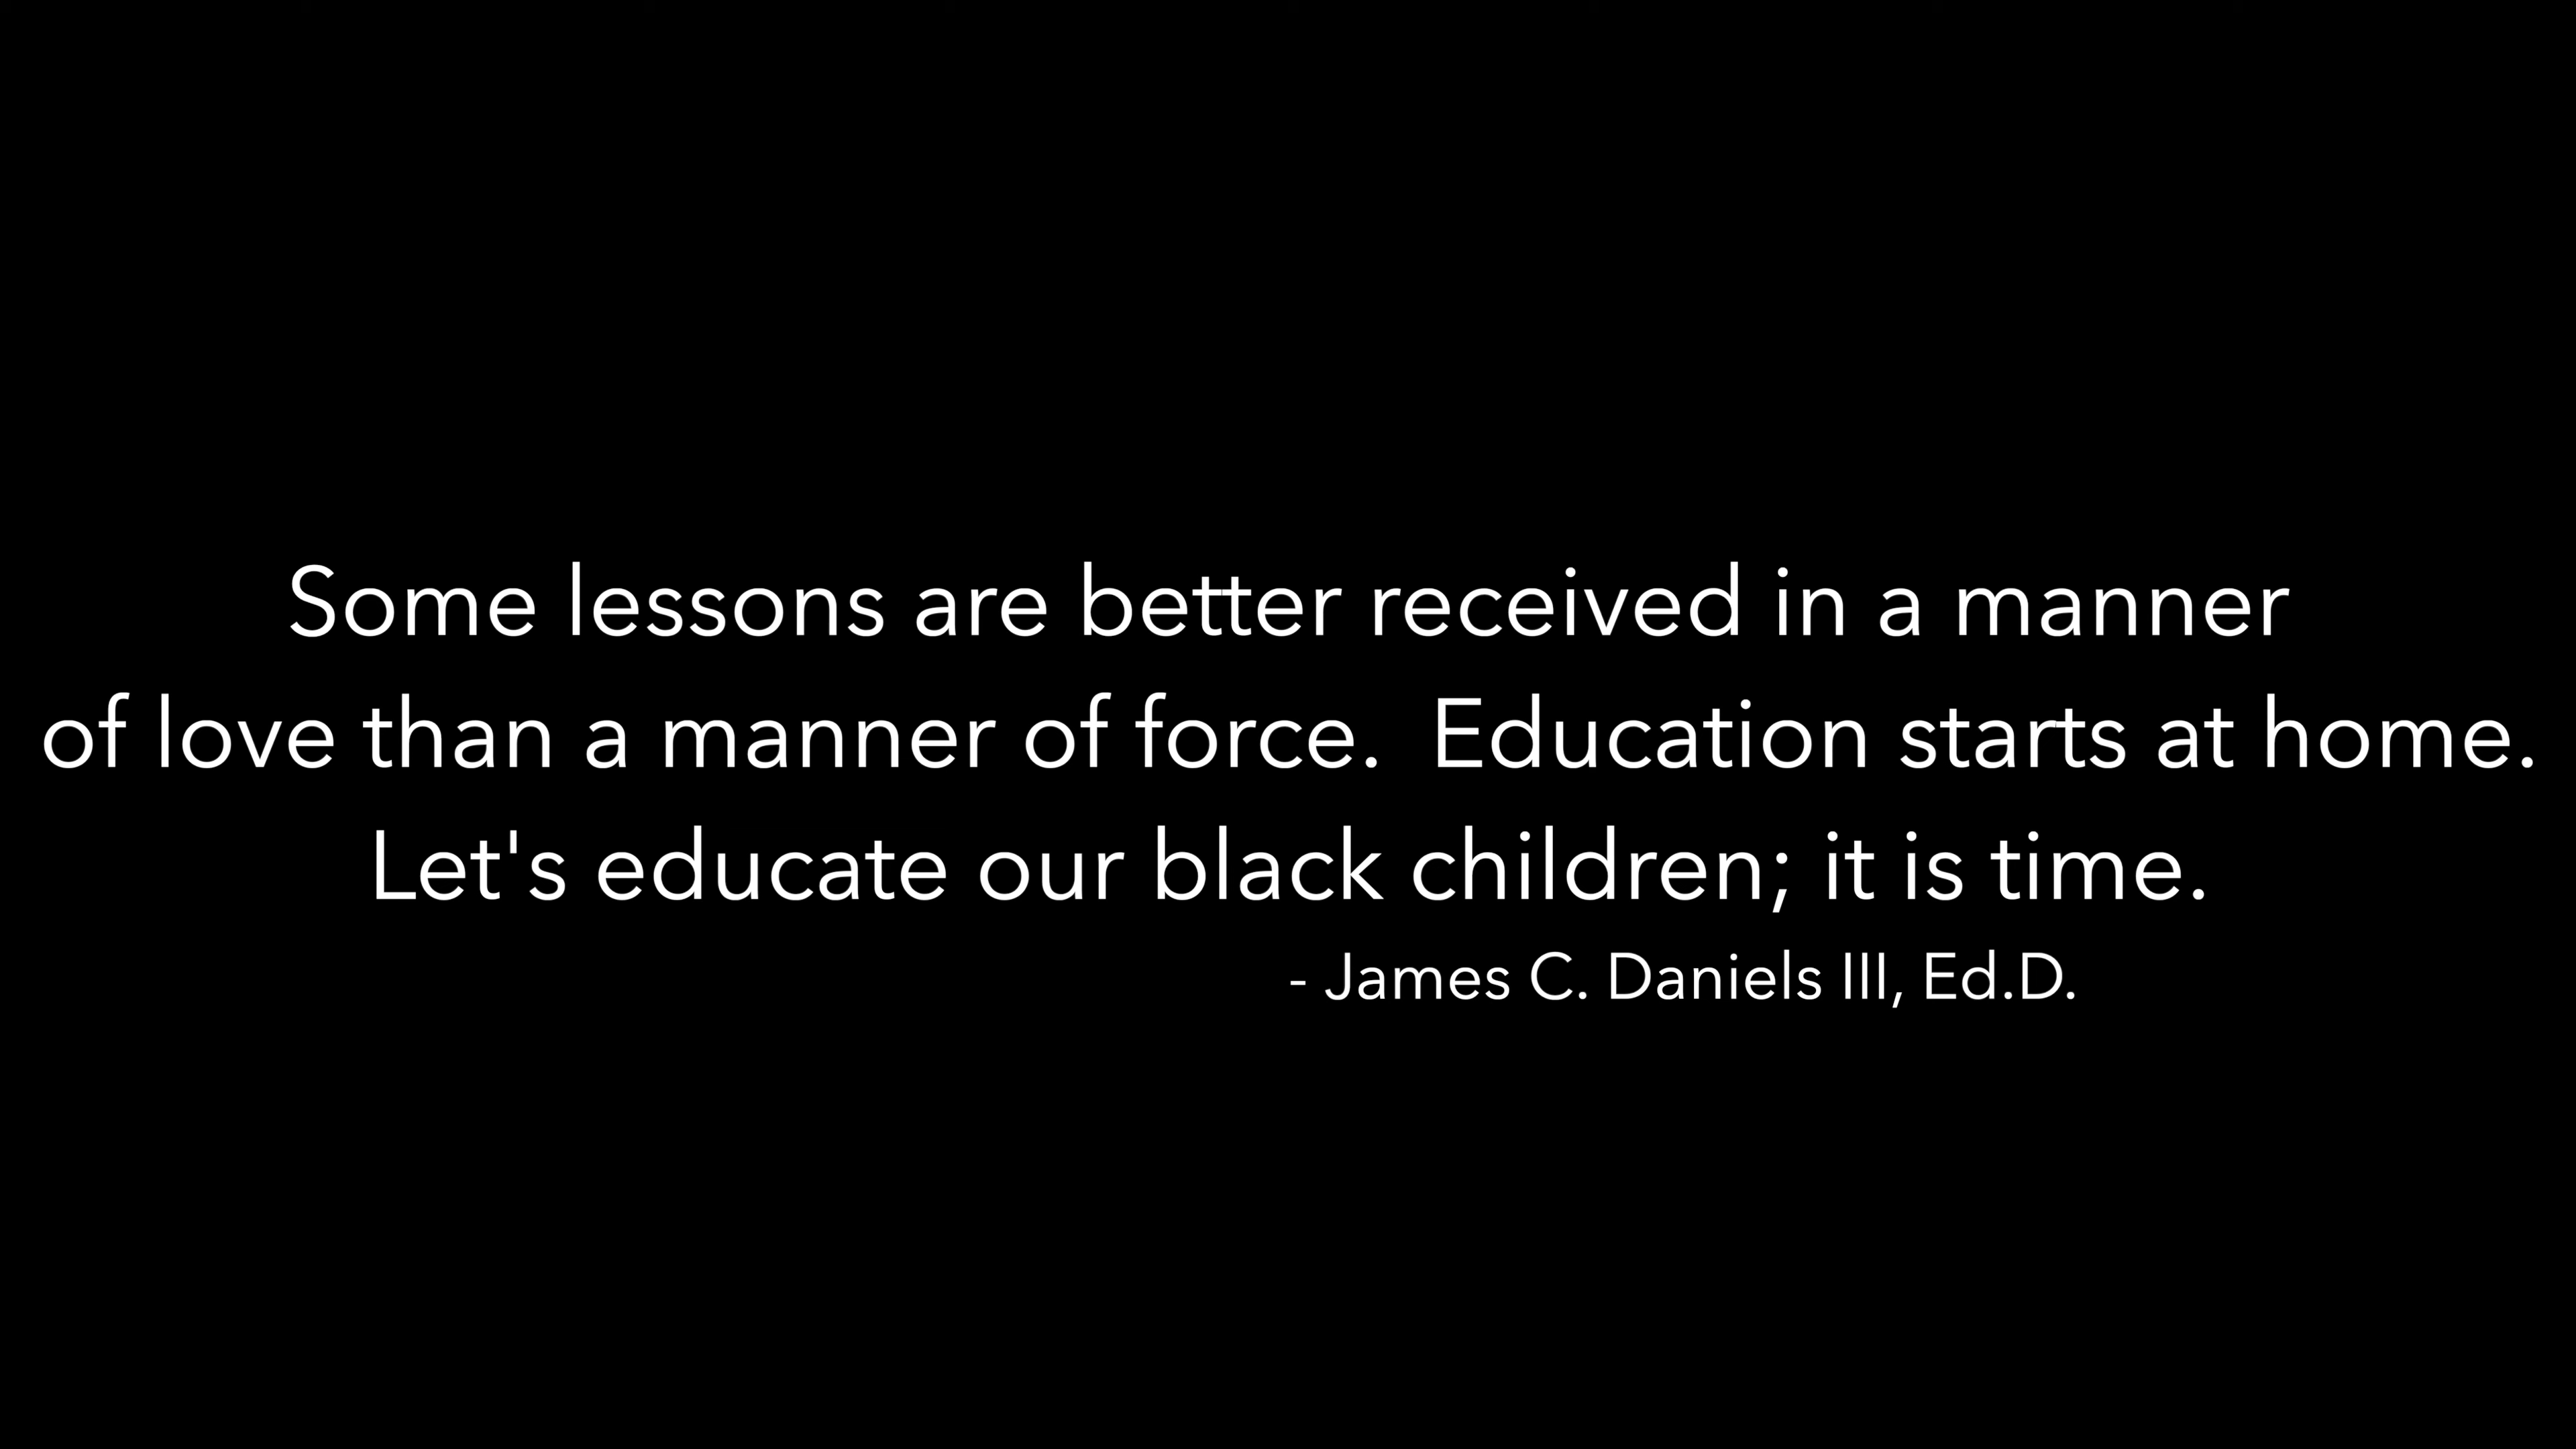 Some lessons are better received in a manner
of love than a manner of force.  Education starts at home.
Let's educate our black children; it is time.
- James C. Daniels III, Ed.D.